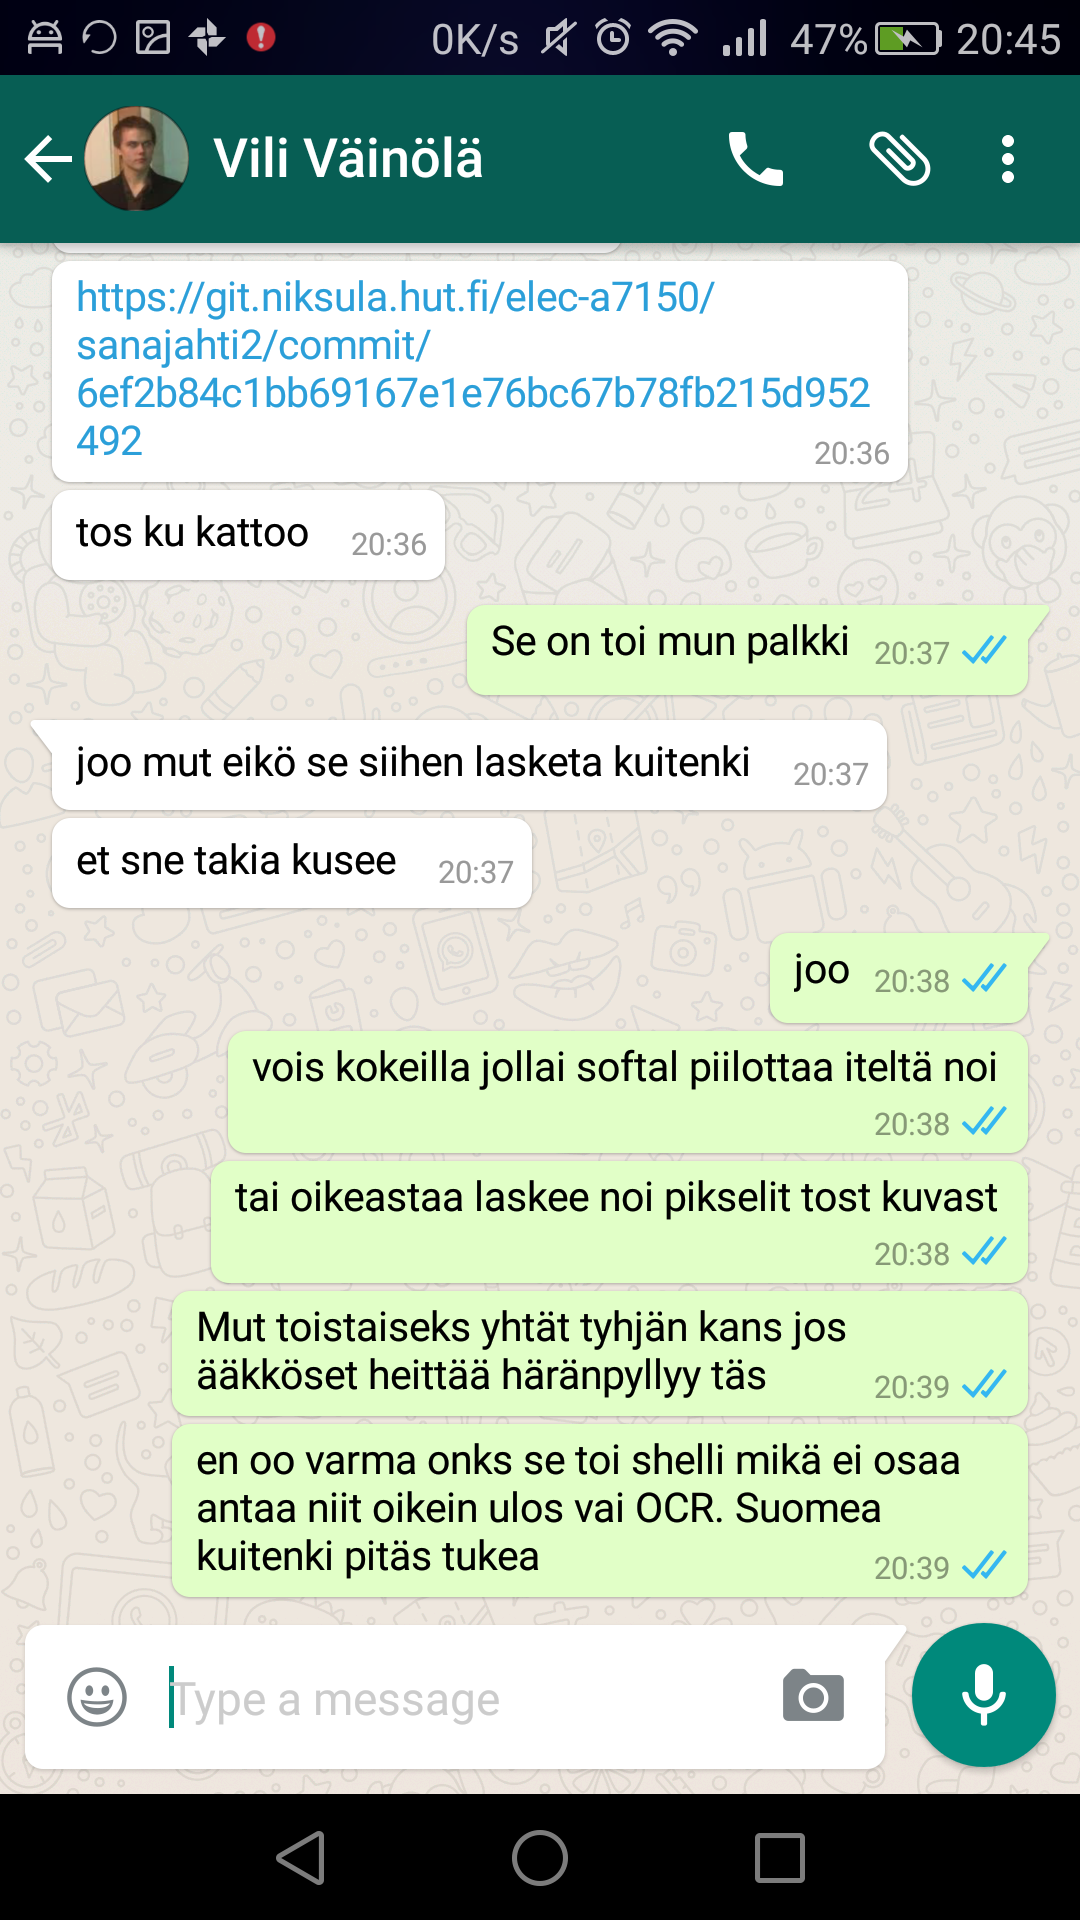 0K/s 47% 20:45
Vili Väinölä
https://git.niksula.hut.fi/elec-a7150/
sanajahti2/commit/
6ef2b84c1bb69167e1e76bc67b78fb215d952
492
20:36
tos ku kattoo 20:36
Se on toi mun palkki 20:37
joo mut eikö se siihen lasketa kuitenki 20:37
et sne takia kusee 20:37
joo 20:38
vois kokeilla jollai softal piilottaa iteltä noi
20:38
tai oikeastaa laskee noi pikselit tost kuvast
20:38
Mut toistaiseks yhtät tyhjän kans jos
ääkköset heittää häränpyllyy täs 20:39
en oo varma onks se toi shelli mikä ei osaa
antaa niit oikein ulos vai OCR. Suomea
kuitenki pitäs tukea 20:39
Type a message